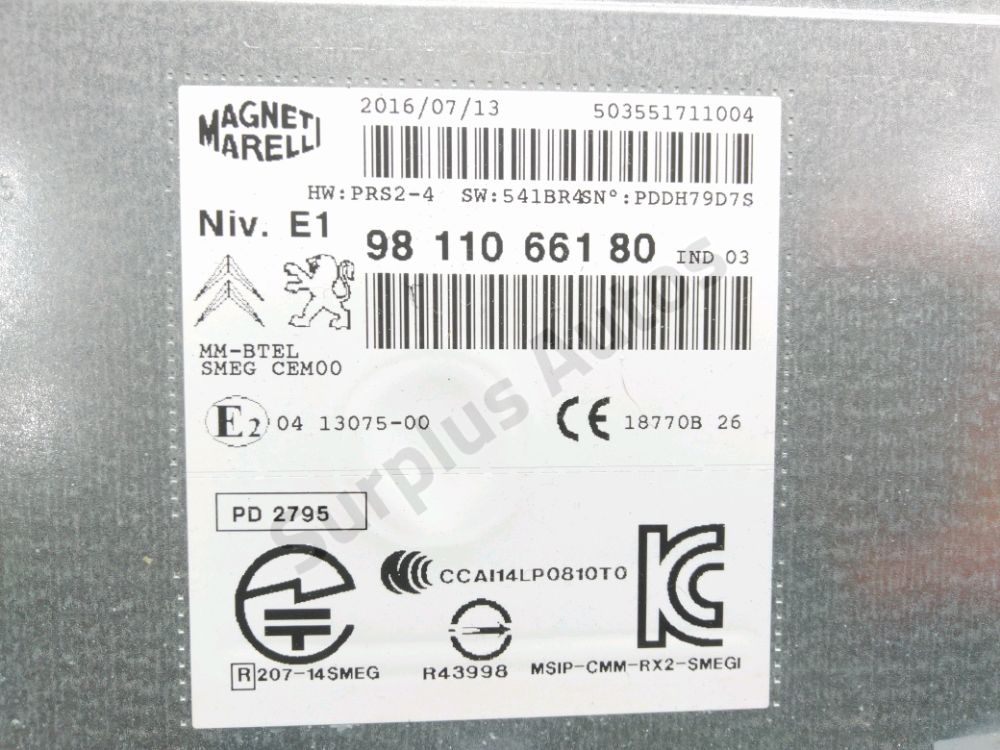 MAGNETI
MARELLI
2016/07/13 503551711004
HW:PRS2-4 SW:541BR4SN°:PDDH79D7S
Niv. E1
98 110 661 80 IND 03
MM-BTEL
SMEG CEM00
E2 04 13075-00 CE 18770B 26
PD 2795
CCAI14LP0810T0
KC
R 207-14SMEG R43998 MSIP-CMM-RX2-SMEGI
Surplus Autos